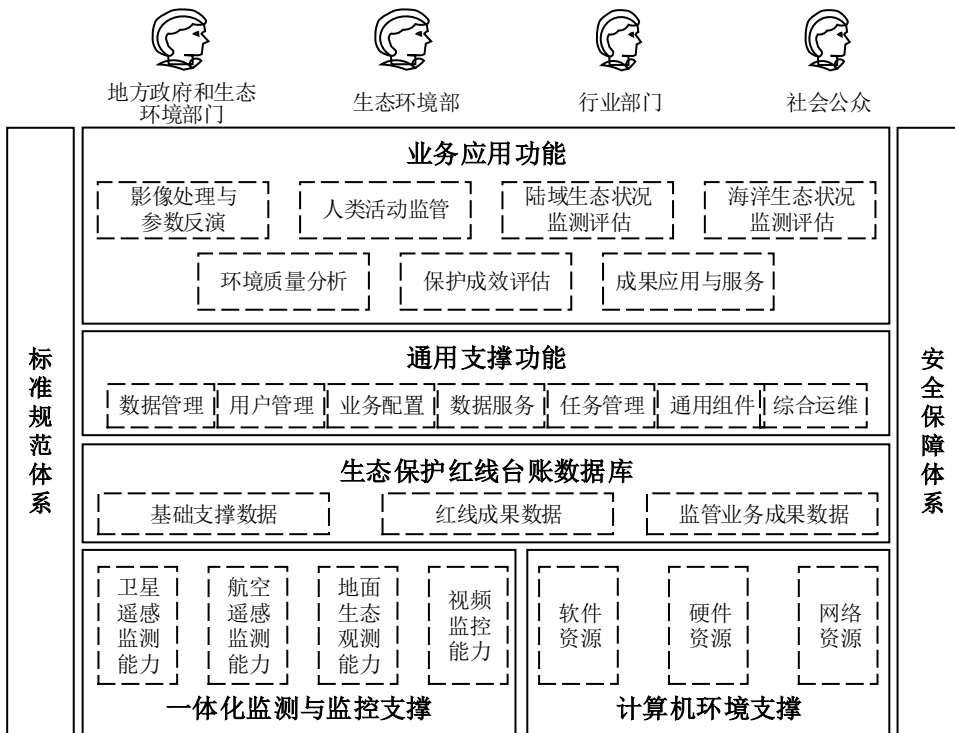 地方政府和生态
环境部门
生态环境部
行业部门
社会公众
标准规范体系
业务应用功能
影像处理与
参数反演
人类活动监管
陆域生态状况
监测评估
海洋生态状况
监测评估
环境质量分析
保护成效评估
成果应用与服务
通用支撑功能
数据管理
用户管理
业务配置
数据服务
任务管理
通用组件
综合运维
生态保护红线台账数据库
基础支撑数据
红线成果数据
监管业务成果数据
卫星
遥感
监测
能力
航空
遥感
监测
能力
地面
生态
观测
能力
视频
监控
能力
一体化监测与监控支撑
软件
资源
硬件
资源
网络
资源
计算机环境支撑
安全保障体系